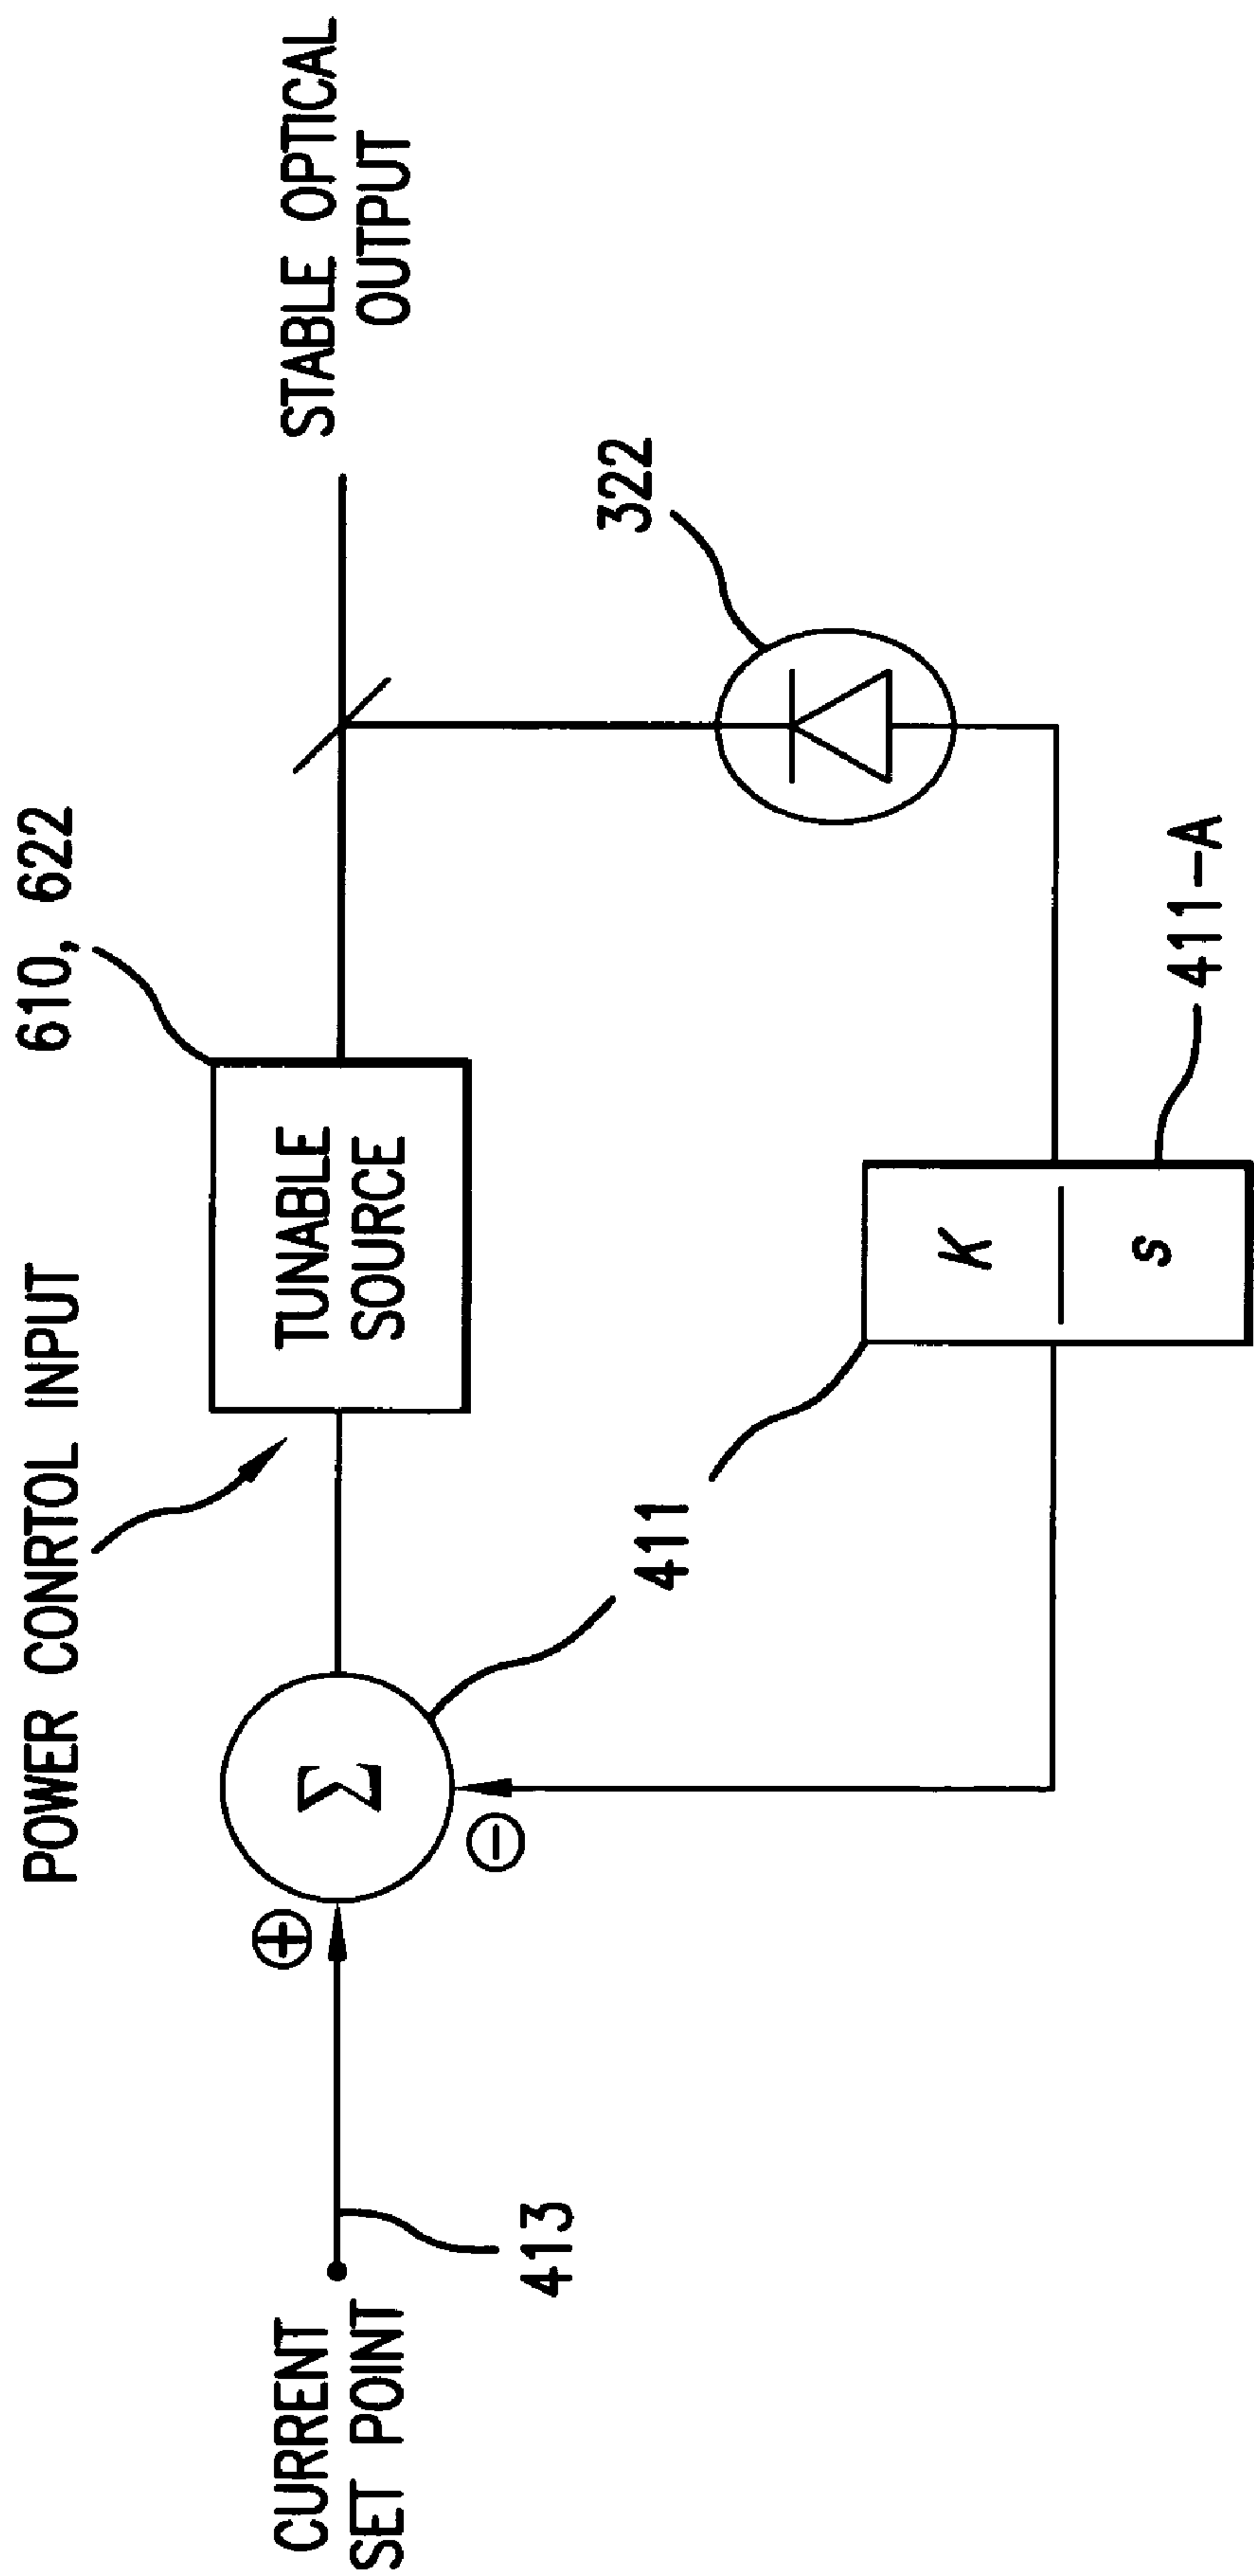 POWER CONRTOL INPUT
610, 622
CURRENT
SET POINT
413
+
−
Σ
TUNABLE
SOURCE
STABLE OPTICAL
OUTPUT
411
322
K
s
411-A